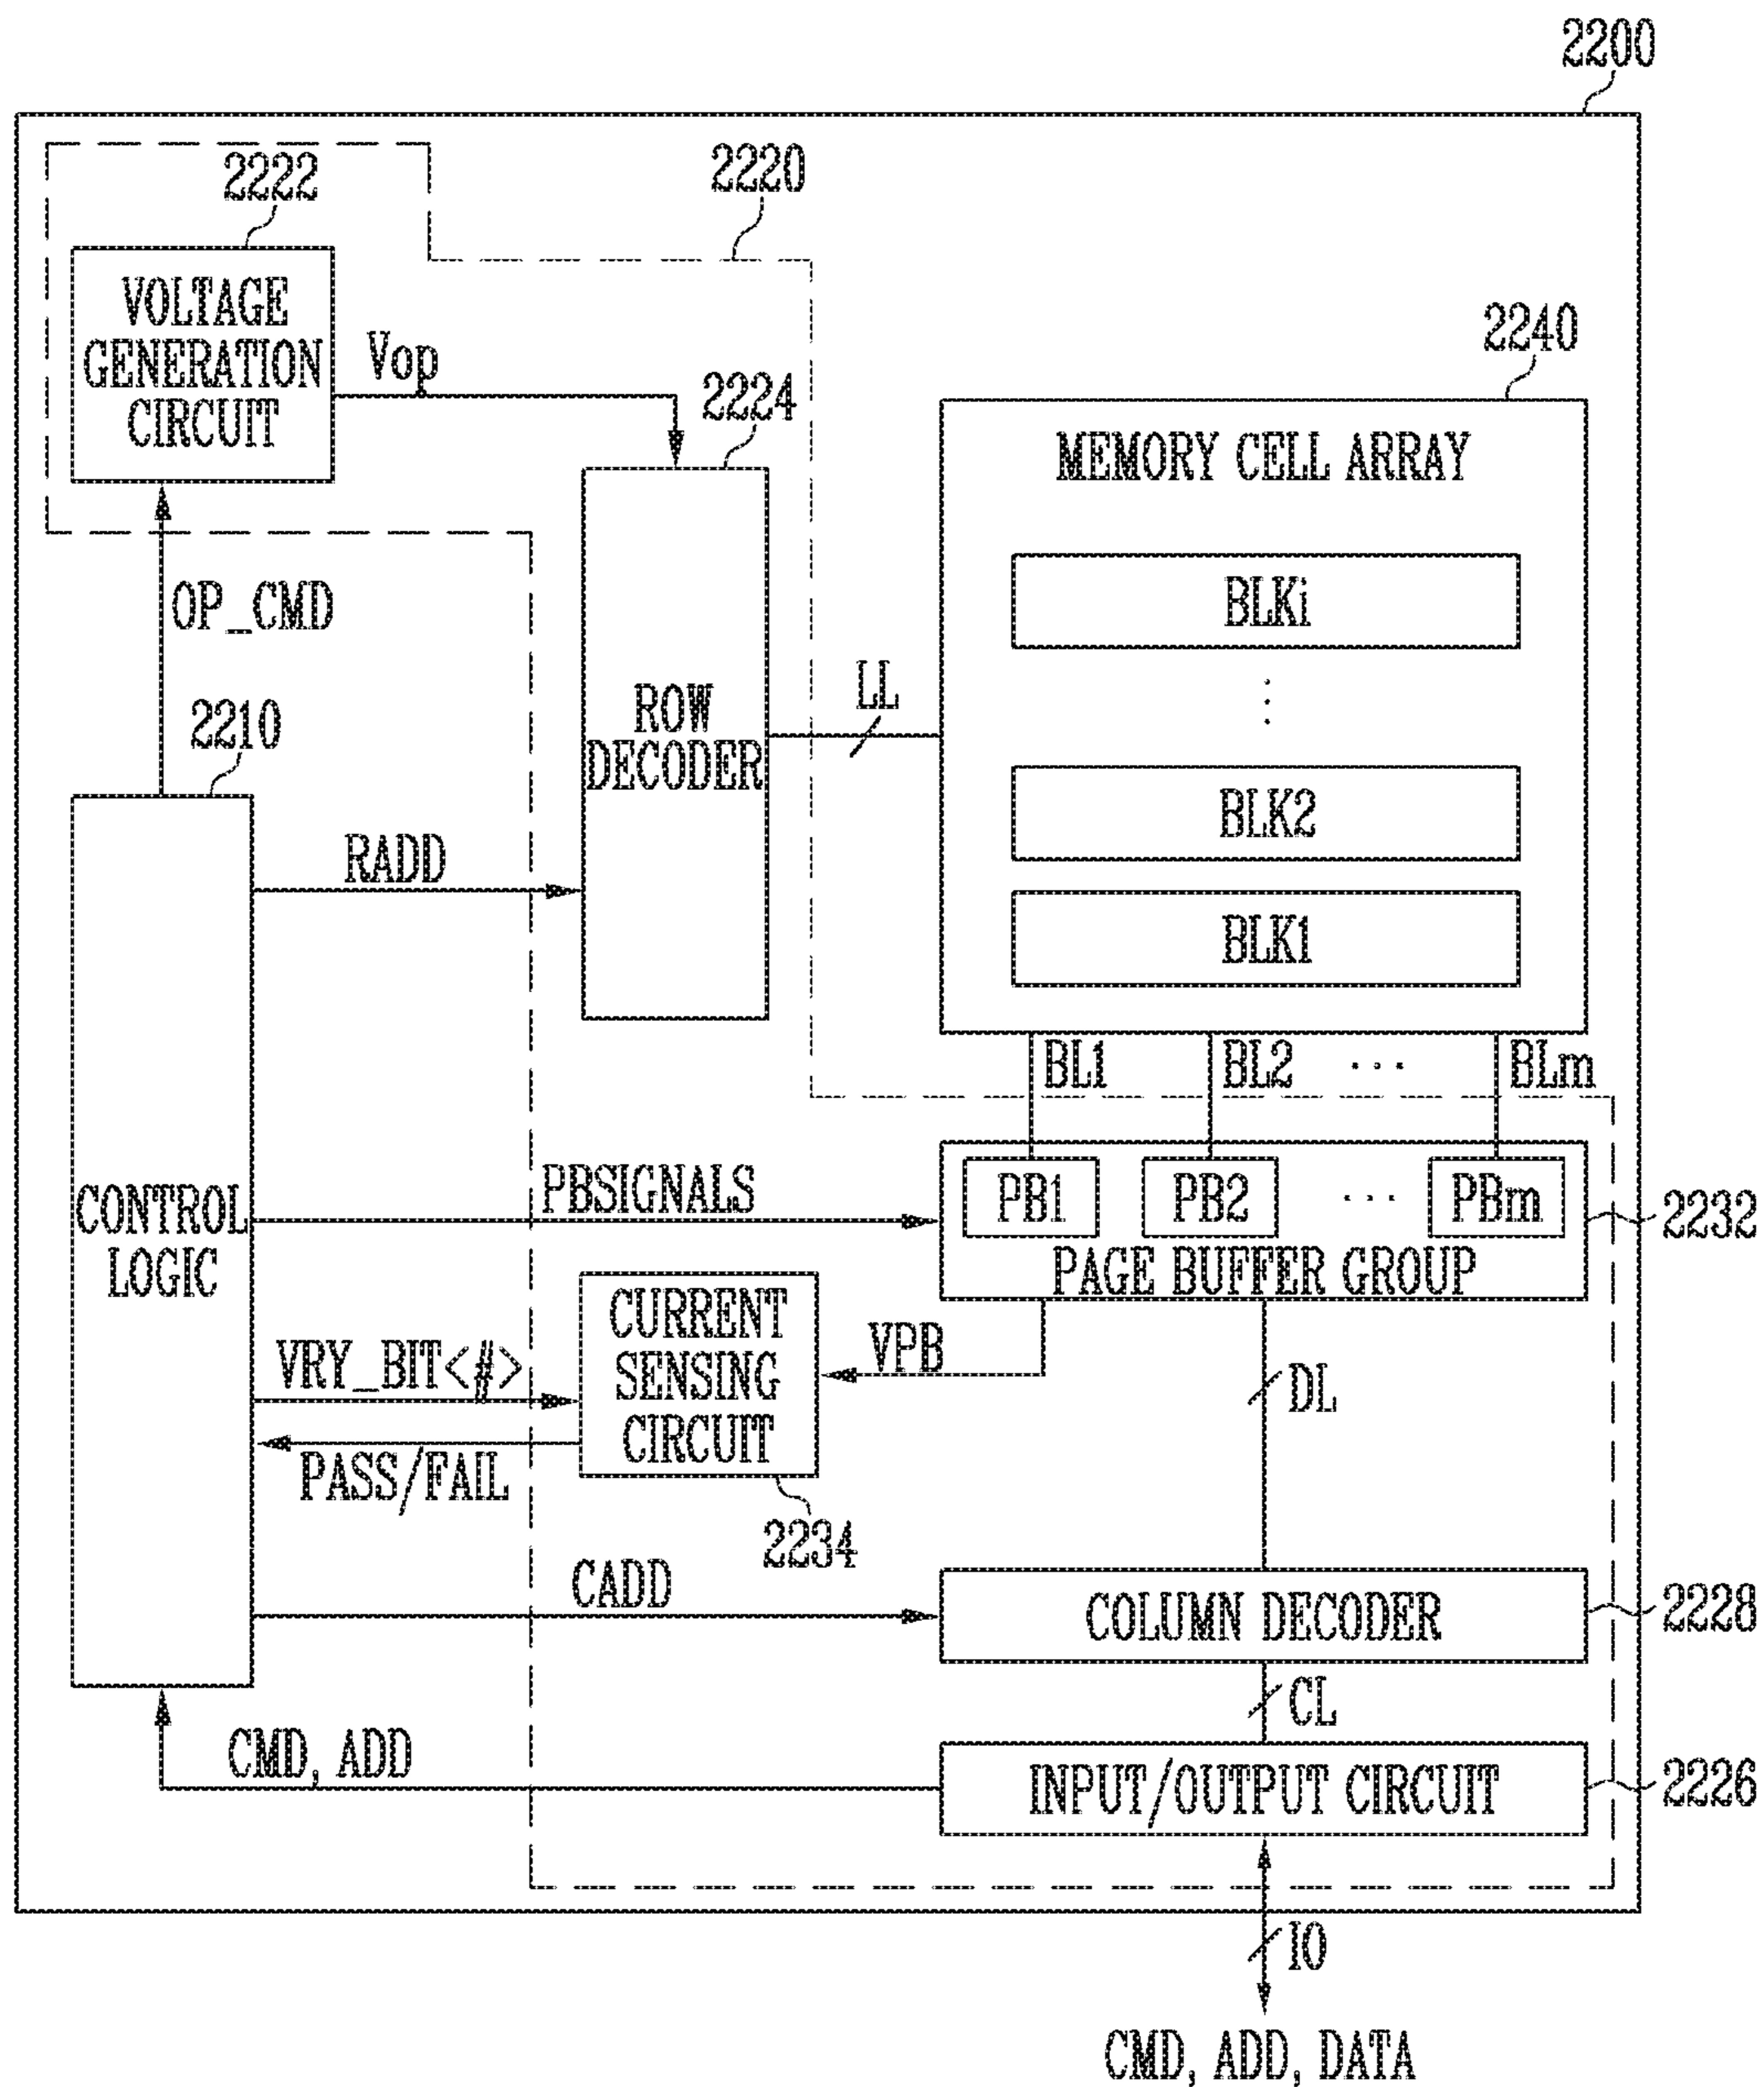 2200
2222
2220
VOLTAGE
GENERATION
CIRCUIT
Vop
2224
2240
MEMORY CELL ARRAY
BLKi
OP_CMD
ROW
DECODER
LL
2210
BLK2
RADD
BLK1
BL1 BL2 ... BLm
CONTROL
LOGIC
PBSIGNALS
PB1 PB2 ... PBm
PAGE BUFFER GROUP
2232
CURRENT
SENSING
CIRCUIT
VPB
VRY_BIT<#>
DL
PASS/FAIL
2234
CADD
COLUMN DECODER
2228
CL
CMD, ADD
INPUT/OUTPUT CIRCUIT
2226
IO
CMD, ADD, DATA